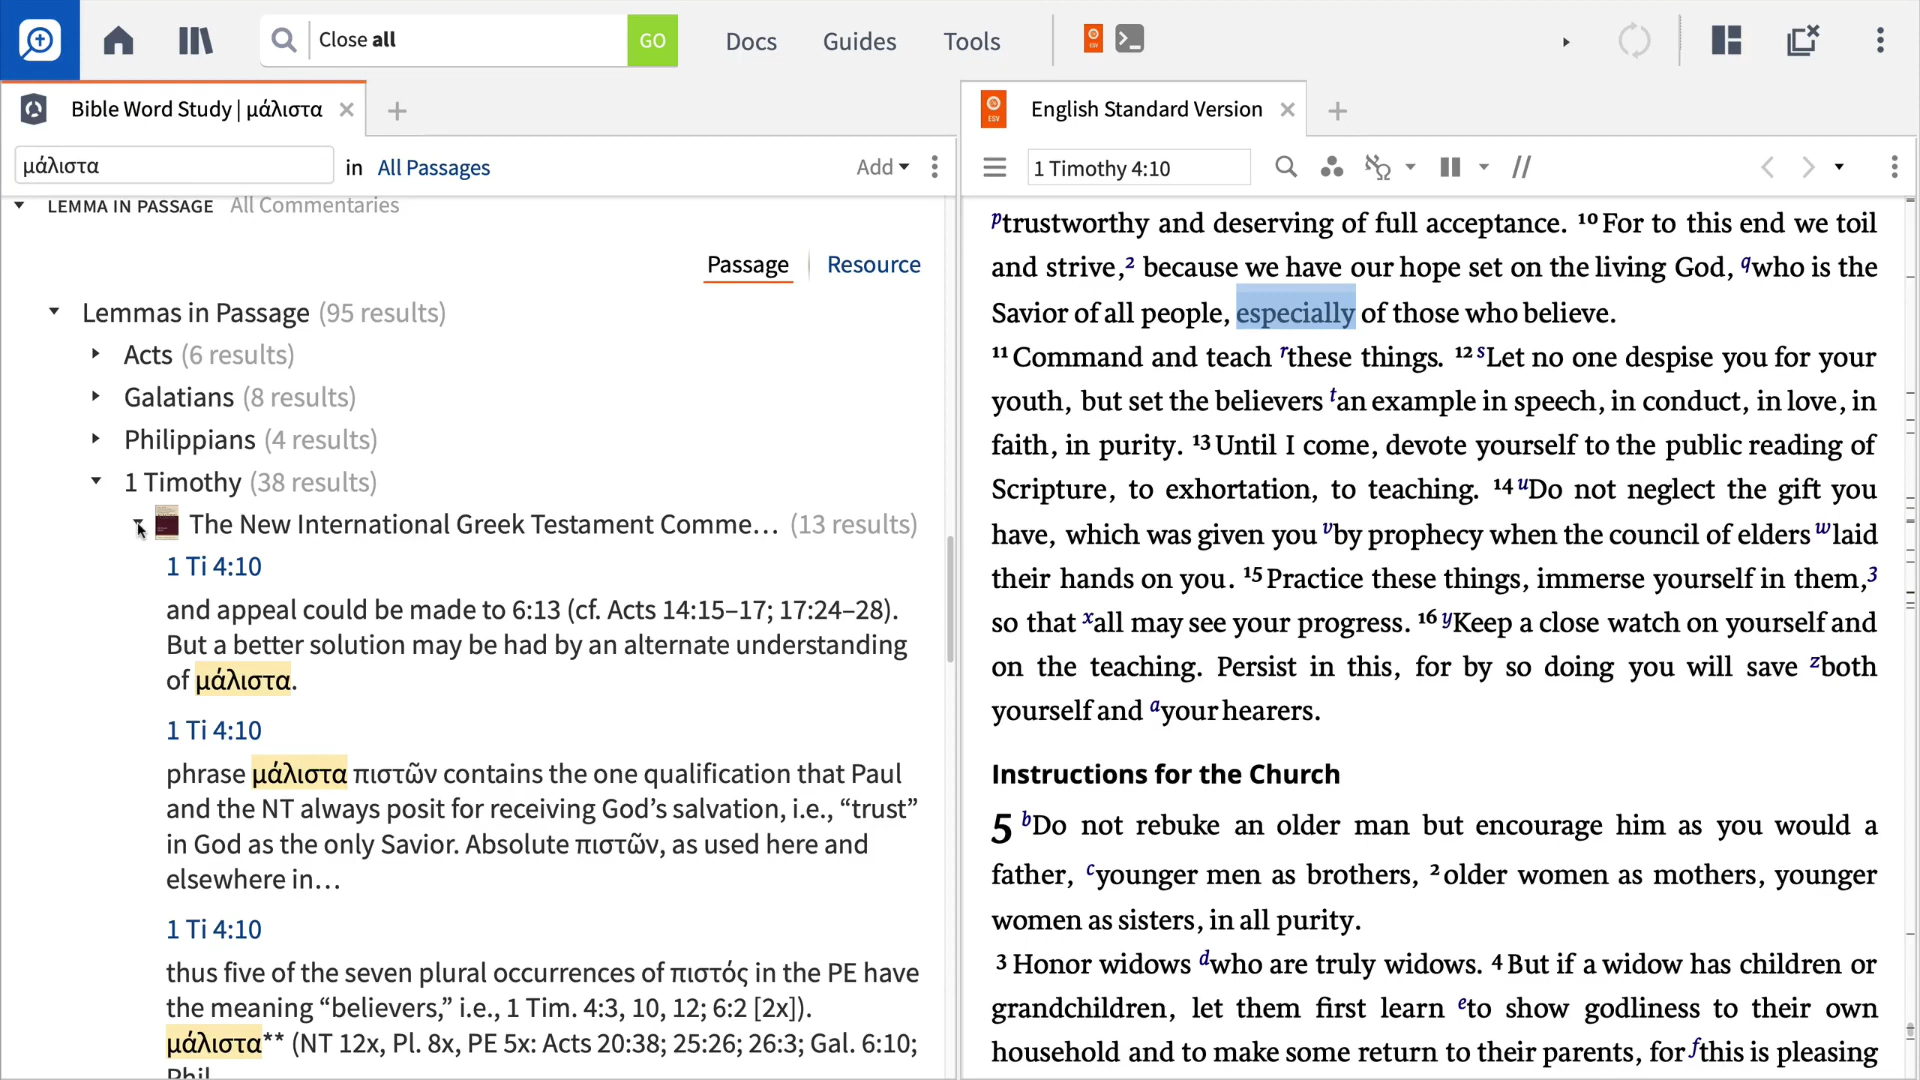 Close all
GO
Docs
Guides
Tools
Bible Word Study | μάλιστα
μάλιστα
in All Passages
Add
LEMMA IN PASSAGE All Commentaries
Passage
Resource
Lemmas in Passage (95 results)
Acts (6 results)
Galatians (8 results)
Philippians (4 results)
1 Timothy (38 results)
The New International Greek Testament Comme… (13 results)
1 Ti 4:10
and appeal could be made to 6:13 (cf. Acts 14:15–17; 17:24–28).
But a better solution may be had by an alternate understanding
of μάλιστα.
1 Ti 4:10
phrase μάλιστα πιστῶν contains the one qualification that Paul
and the NT always posit for receiving God’s salvation, i.e., “trust”
in God as the only Savior. Absolute πιστῶν, as used here and
elsewhere in…
1 Ti 4:10
thus five of the seven plural occurrences of πιστός in the PE have
the meaning “believers,” i.e., 1 Tim. 4:3, 10, 12; 6:2 [2x]).
μάλιστα** (NT 12x, Pl. 8x, PE 5x: Acts 20:38; 25:26; 26:3; Gal. 6:10;
Phil
ESV
English Standard Version
1 Timothy 4:10
ptrustworthy and deserving of full acceptance. 10 For to this end we toil
and strive,2 because we have our hope set on the living God, qwho is the
Savior of all people, especially of those who believe.
11 Command and teach rthese things. 12 sLet no one despise you for your
youth, but set the believers tan example in speech, in conduct, in love, in
faith, in purity. 13 Until I come, devote yourself to the public reading of
Scripture, to exhortation, to teaching. 14 uDo not neglect the gift you
have, which was given you vby prophecy when the council of elders wlaid
their hands on you. 15 Practice these things, immerse yourself in them,3
so that xall may see your progress. 16 yKeep a close watch on yourself and
on the teaching. Persist in this, for by so doing you will save zboth
yourself and ayour hearers.
Instructions for the Church
5 bDo not rebuke an older man but encourage him as you would a
father, cyounger men as brothers, 2 older women as mothers, younger
women as sisters, in all purity.
3 Honor widows dwho are truly widows. 4 But if a widow has children or
grandchildren, let them first learn eto show godliness to their own
household and to make some return to their parents, for fthis is pleasing